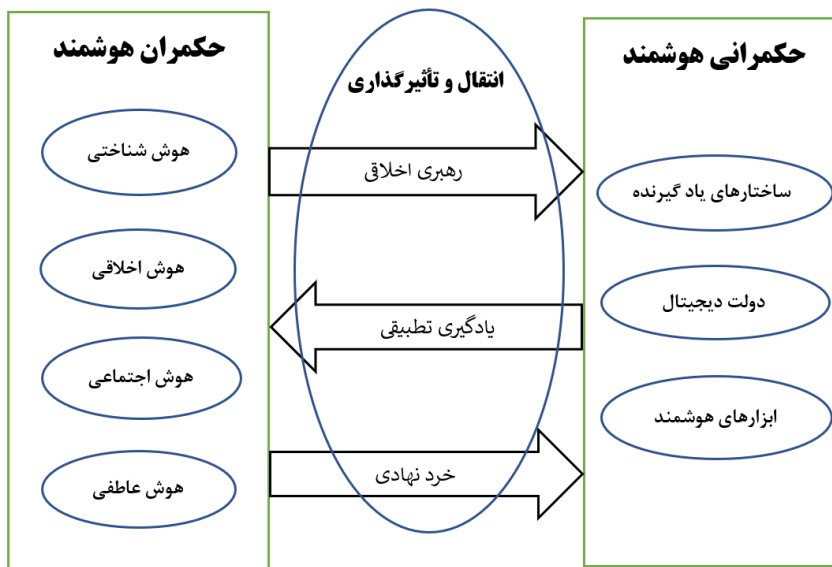 حکمرانی هوشمند
ساختارهای یاد گیرنده
دولت دیجیتال
ابزارهای هوشمند
انتقال و تأثیرگذاری
رهبری اخلاقی
یادگیری تطبیقی
خرد نهادی
حکمران هوشمند
هوش شناختی
هوش اخلاقی
هوش اجتماعی
هوش عاطفی